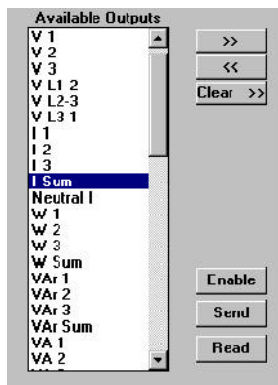 Available Outputs
V 1
V 2
V 3
V L1 2
V L2-3
V L3 1
I 1
I 2
I 3
I Sum
Neutral I
W 1
W 2
W 3
W Sum
VAr 1
VAr 2
VAr 3
VAr Sum
VA 1
VA 2
>>
<<
Clear >>
Enable
Send
Read